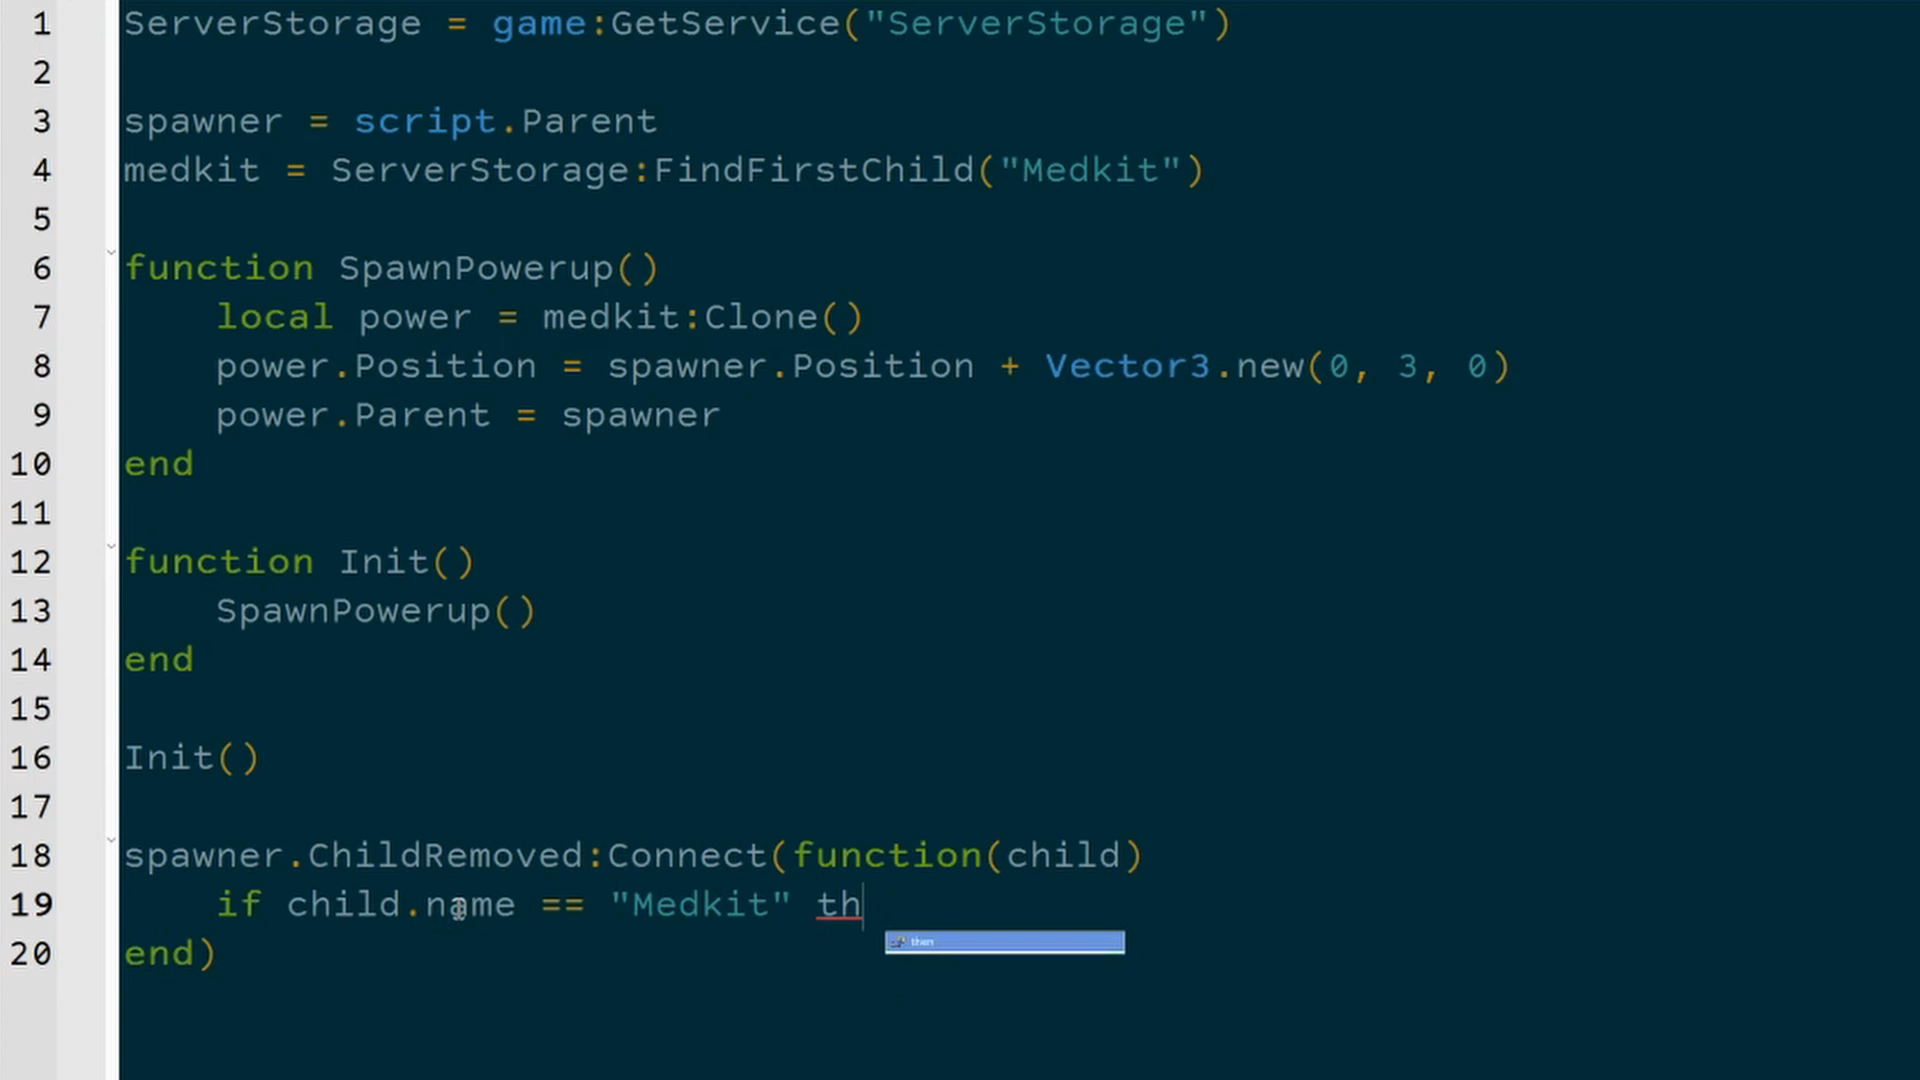 1 ServerStorage = game:GetService("ServerStorage")
2
3 spawner = script.Parent
4 medkit = ServerStorage:FindFirstChild("Medkit")
5
6 function SpawnPowerup()
7 local power = medkit:Clone()
8 power.Position = spawner.Position + Vector3.new(0, 3, 0)
9 power.Parent = spawner
10 end
11
12 function Init()
13 SpawnPowerup()
14 end
15
16 Init()
17
18 spawner.ChildRemoved:Connect(function(child)
19 if child.name == "Medkit" th
then
20 end)